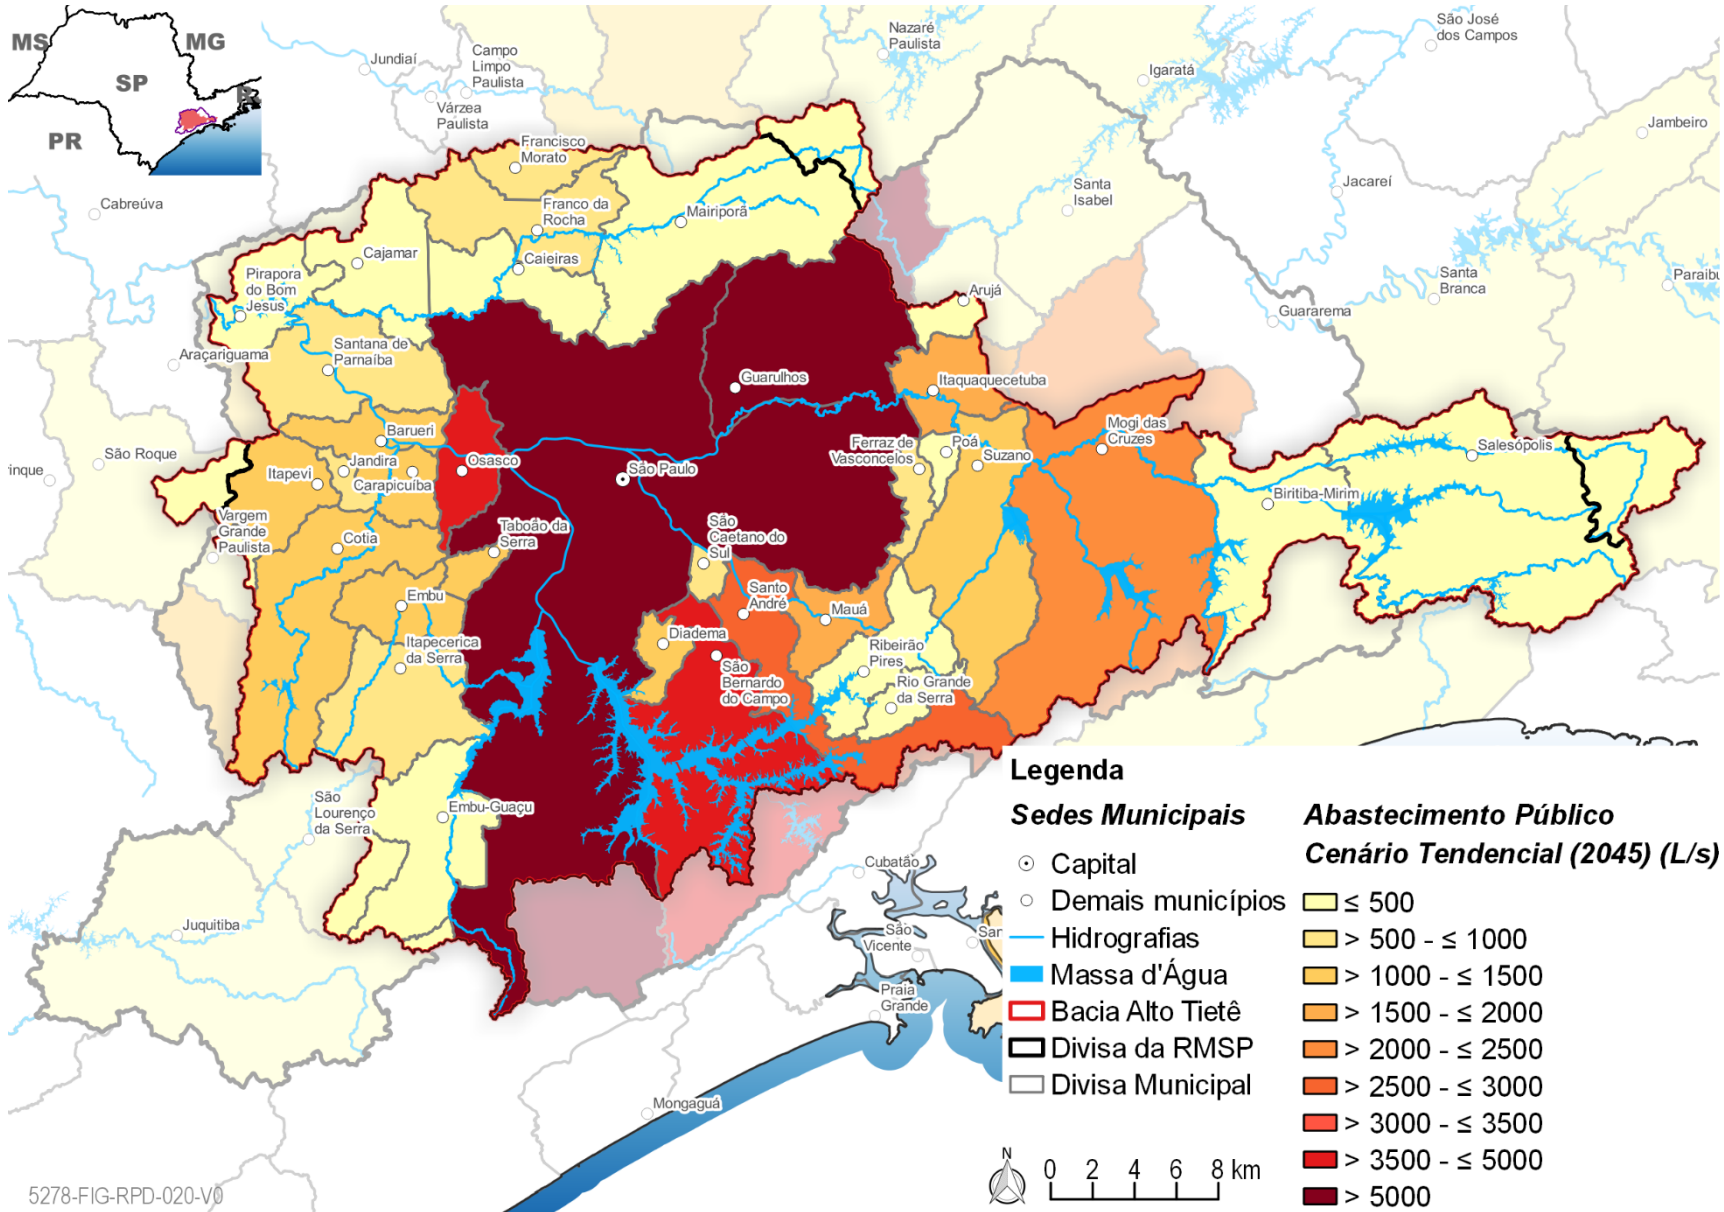 MS
MG
SP
R
PR
Nazaré
Paulista
São José
dos Campos
Jundiaí
Campo
Limpo
Paulista
Igaratá
Várzea
Paulista
Jambeiro
Francisco
Morato
Cabreúva
Santa
Isabel
Jacareí
Franco da
Rocha
Mairiporã
Cajamar
Caieiras
Pirapora
do Bom
Jesus
Santa
Branca
Paraibu
Arujá
Guararema
Araçariguama
Santana de
Parnaíba
Guarulhos
Itaquaquecetuba
Barueri
Mogi das
Cruzes
Ferraz de
Vasconcelos
Poá
Suzano
Salesópolis
São Roque
rinque
Itapevi
Jandira
Carapicuíba
Osasco
São Paulo
Biritiba-Mirim
Vargem
Grande
Paulista
Cotia
Taboão da
Serra
São
Caetano do
Sul
Embu
Santo
André
Mauá
Itapecerica
da Serra
Diadema
São
Bernardo
do Campo
Ribeirão
Pires
Rio Grande
da Serra
São
Lourenço
da Serra
Embu-Guaçu
Cubatão
Juquitiba
São
Vicente
San
Praia
Grande
Mongaguá
Legenda
Sedes Municipais
Capital
Demais municípios
Hidrografias
Massa d'Água
Bacia Alto Tietê
Divisa da RMSP
Divisa Municipal
Abastecimento Público
Cenário Tendencial (2045) (L/s)
≤ 500
> 500 - ≤ 1000
> 1000 - ≤ 1500
> 1500 - ≤ 2000
> 2000 - ≤ 2500
> 2500 - ≤ 3000
> 3000 - ≤ 3500
> 3500 - ≤ 5000
> 5000
N
0 2 4 6 8 km
5278-FIG-RPD-020-V0